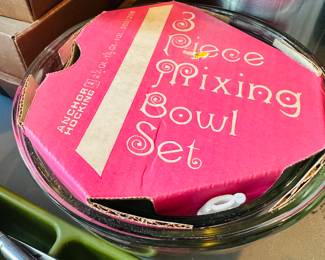 3
Piece
Mixing
Bowl
Set
ANCHOR
HOCKING